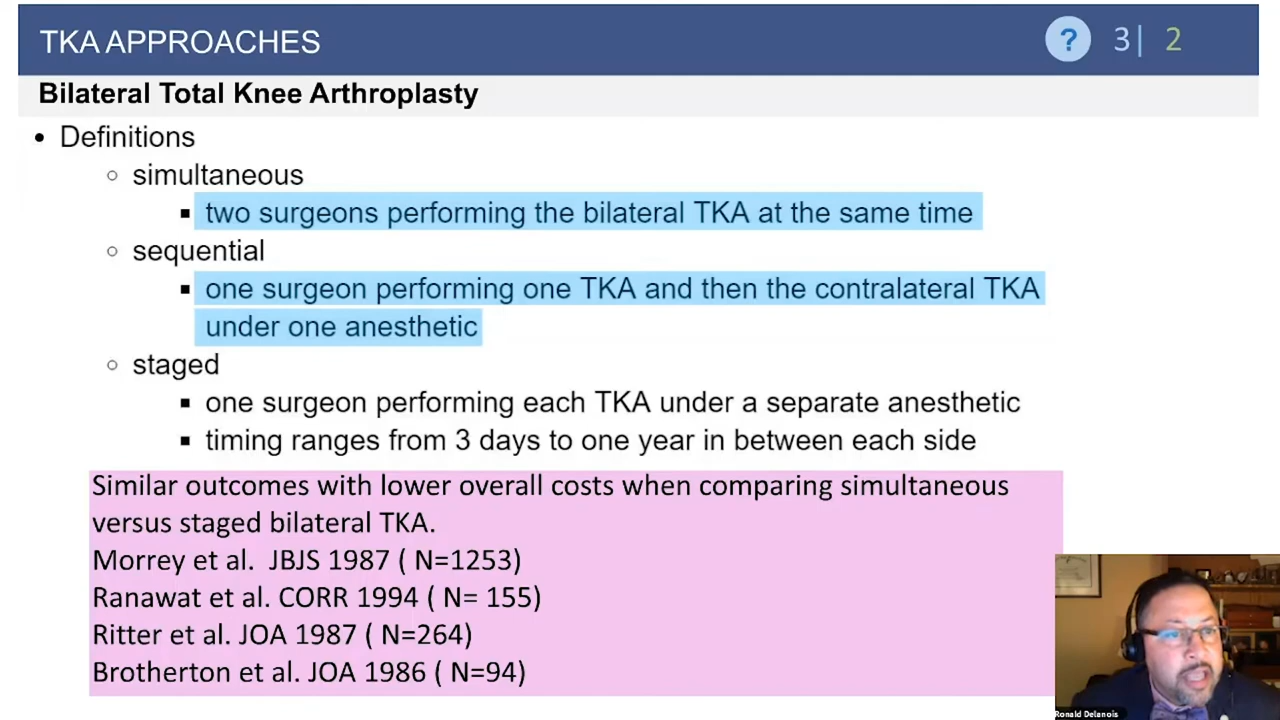 TKA APPROACHES
? 3| 2
Bilateral Total Knee Arthroplasty
• Definitions
○ simultaneous
▪ two surgeons performing the bilateral TKA at the same time
○ sequential
▪ one surgeon performing one TKA and then the contralateral TKA
under one anesthetic
○ staged
▪ one surgeon performing each TKA under a separate anesthetic
▪ timing ranges from 3 days to one year in between each side
Similar outcomes with lower overall costs when comparing simultaneous
versus staged bilateral TKA.
Morrey et al.  JBJS 1987 ( N=1253)
Ranawat et al. CORR 1994 ( N= 155)
Ritter et al. JOA 1987 ( N=264)
Brotherton et al. JOA 1986 ( N=94)
Ronald Delanois